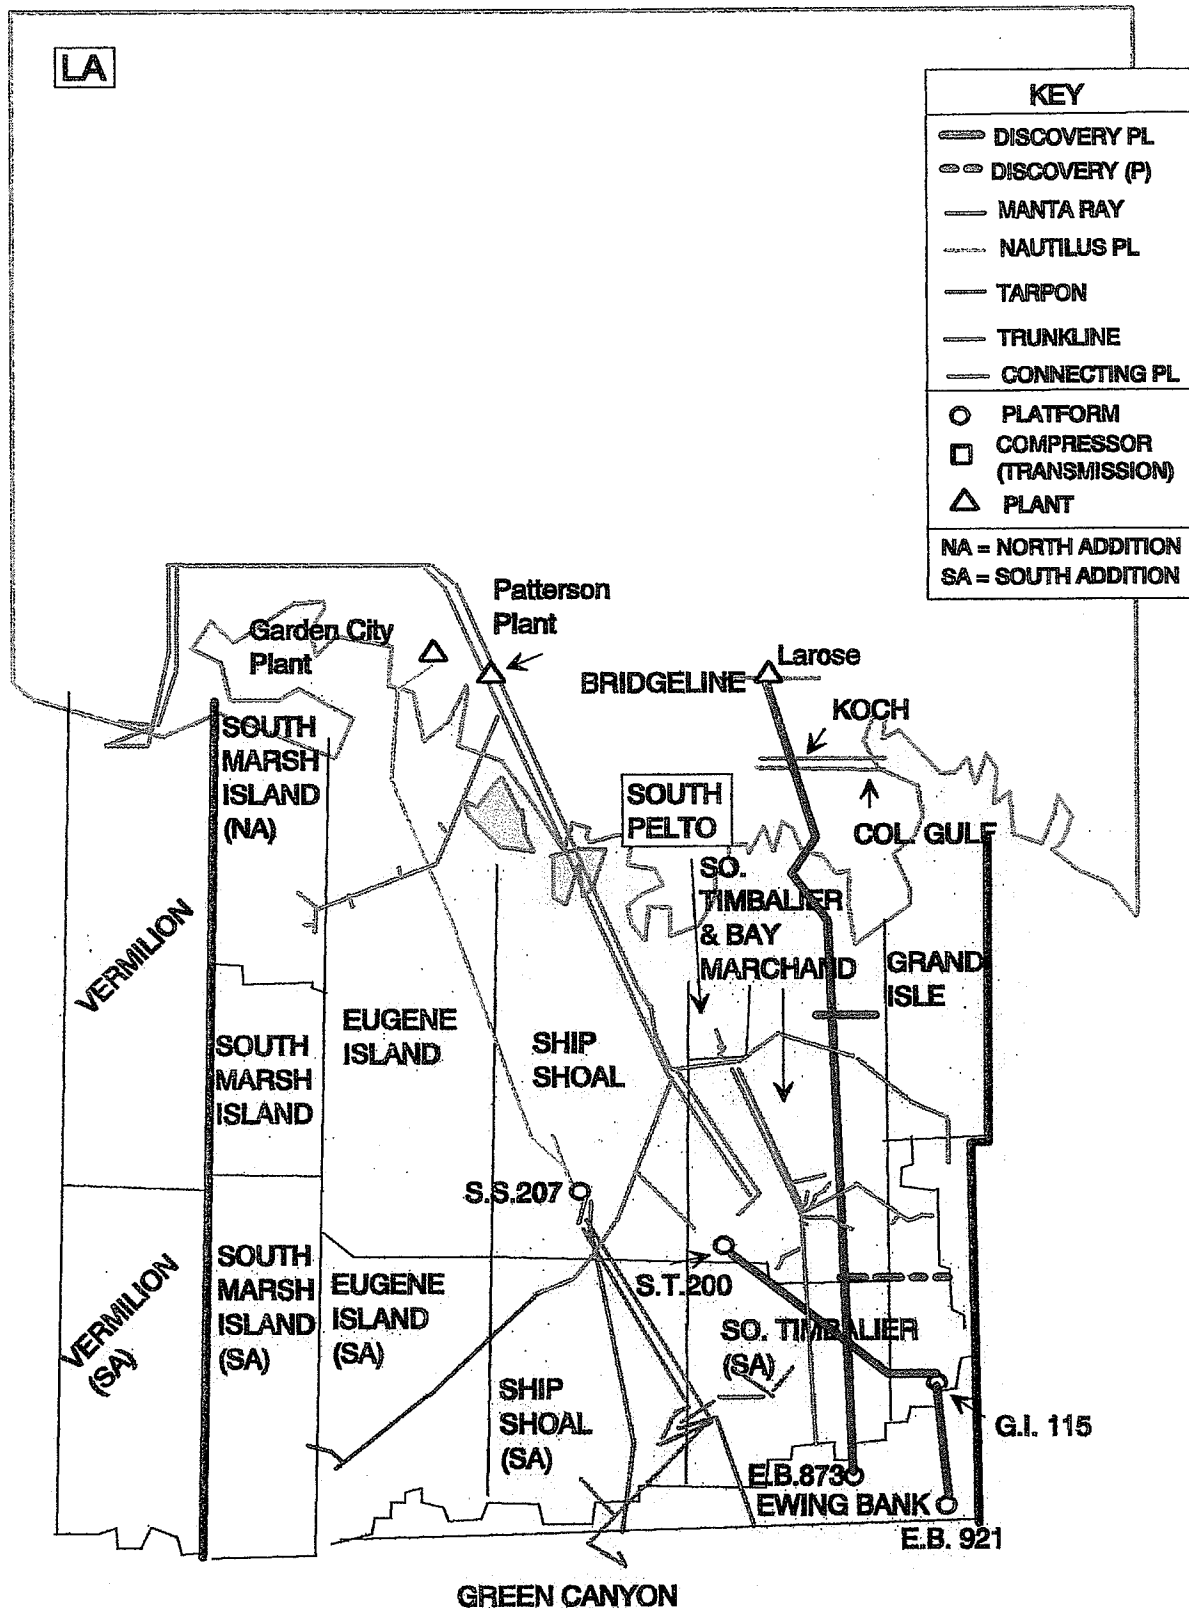 LA
KEY
DISCOVERY PL
DISCOVERY (P)
MANTA RAY
NAUTILUS PL
TARPON
TRUNKLINE
CONNECTING PL
PLATFORM
COMPRESSOR
(TRANSMISSION)
PLANT
NA = NORTH ADDITION
SA = SOUTH ADDITION
Patterson
Plant
Garden City
Plant
Larose
BRIDGELINE
KOCH
SOUTH
MARSH
ISLAND
(NA)
SOUTH
PELTO
COL. GULF
SO.
TIMBALIER
& BAY
MARCHAND
VERMILION
GRAND
ISLE
EUGENE
ISLAND
SHIP
SHOAL
SOUTH
MARSH
ISLAND
S.S.207
S.T.200
SOUTH
MARSH
ISLAND
(SA)
EUGENE
ISLAND
(SA)
VERMILION
(SA)
SO. TIMBALIER
(SA)
SHIP
SHOAL
(SA)
G.I. 115
E.B.873
EWING BANK
E.B. 921
GREEN CANYON